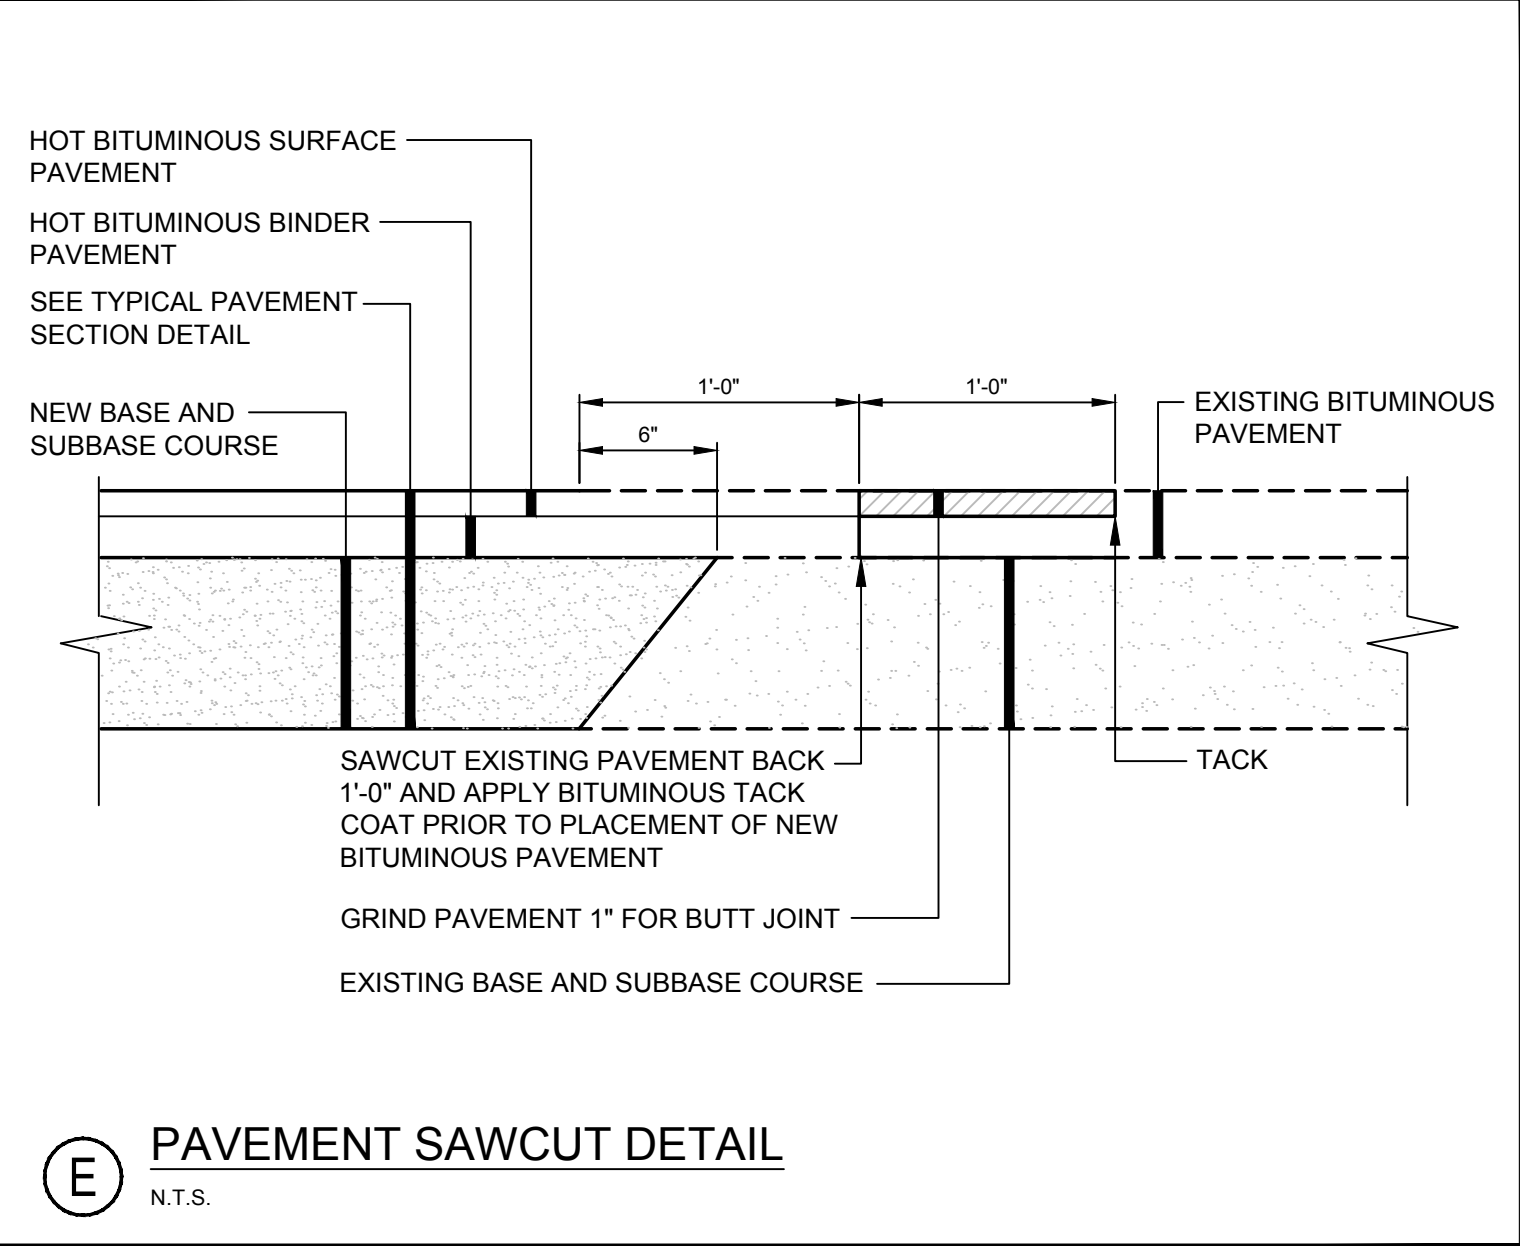 HOT BITUMINOUS SURFACE
PAVEMENT
HOT BITUMINOUS BINDER
PAVEMENT
SEE TYPICAL PAVEMENT
SECTION DETAIL
NEW BASE AND
SUBBASE COURSE
1'-0"
1'-0"
6"
EXISTING BITUMINOUS
PAVEMENT
SAWCUT EXISTING PAVEMENT BACK
1'-0" AND APPLY BITUMINOUS TACK
COAT PRIOR TO PLACEMENT OF NEW
BITUMINOUS PAVEMENT
TACK
GRIND PAVEMENT 1" FOR BUTT JOINT
EXISTING BASE AND SUBBASE COURSE
E
PAVEMENT SAWCUT DETAIL
N.T.S.